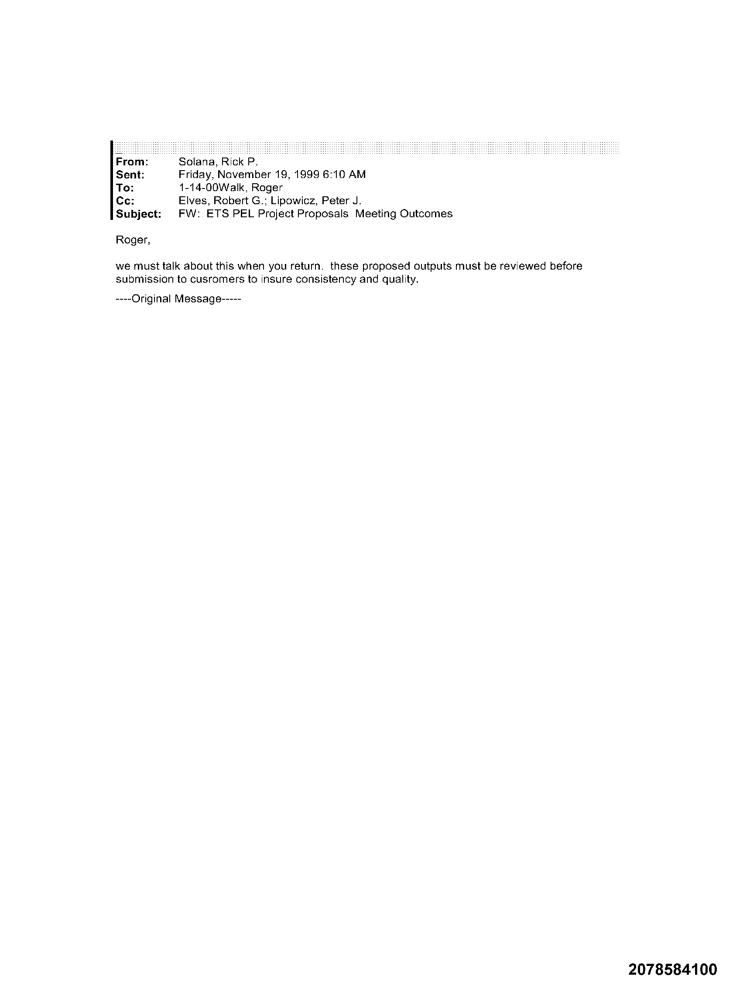 From: Solana, Rick P.
Sent: Friday, November 19, 1999 6:10 AM
To: 1-14-00Walk, Roger
Cc: Elves, Robert G.; Lipowicz, Peter J.
Subject: FW: ETS PEL Project Proposals Meeting Outcomes
Roger,
we must talk about this when you return. these proposed outputs must be reviewed before
submission to cusromers to insure consistency and quality.
----Original Message-----
2078584100